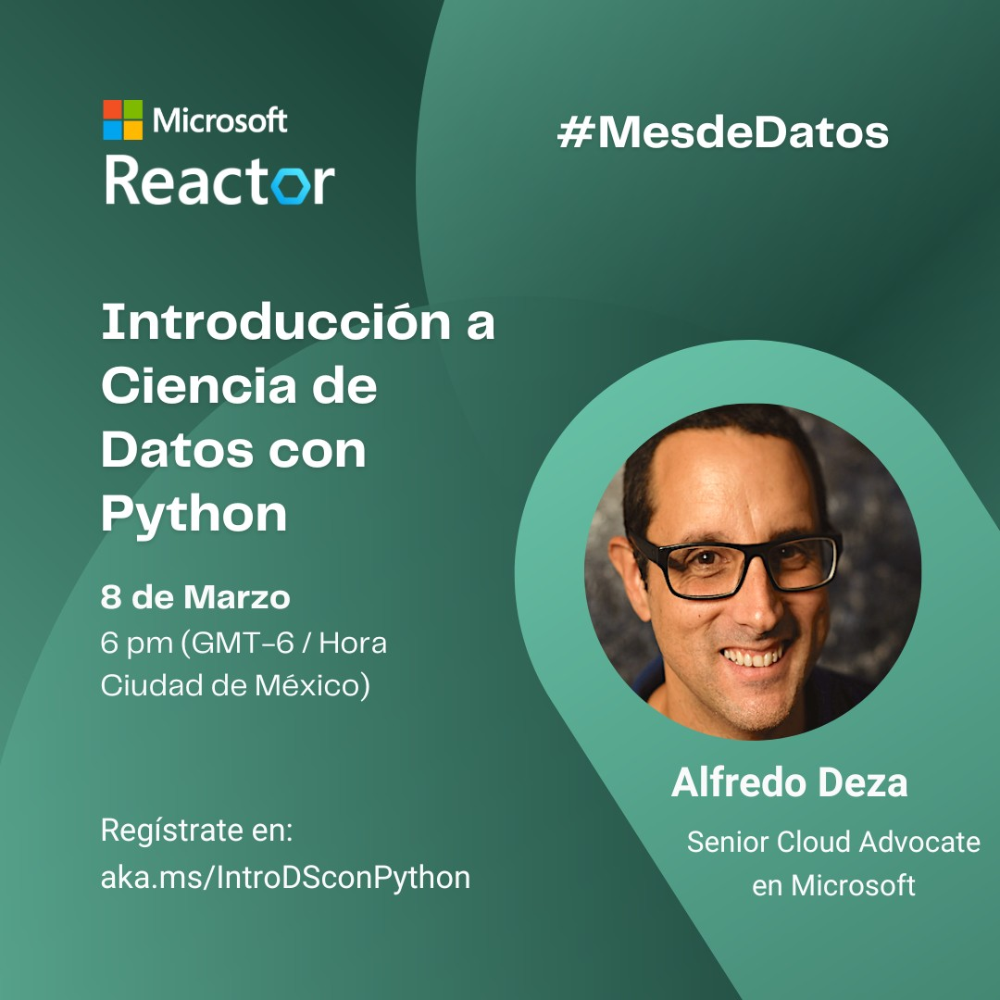 Microsoft
Reactor
#MesdeDatos
Introducción a
Ciencia de
Datos con
Python
8 de Marzo
6 pm (GMT-6 / Hora
Ciudad de México)
Regístrate en:
aka.ms/IntroDSconPython
Alfredo Deza
Senior Cloud Advocate
en Microsoft